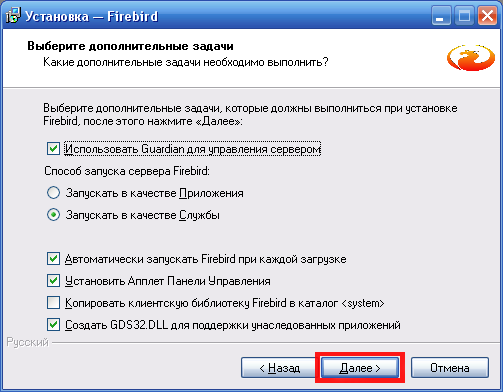 Установка — Firebird
Выберите дополнительные задачи
Какие дополнительные задачи необходимо выполнить?
Выберите дополнительные задачи, которые должны выполниться при установке
Firebird, после этого нажмите «Далее»:
Использовать Guardian для управления сервером
Способ запуска сервера Firebird:
Запускать в качестве Приложения
Запускать в качестве Службы
Автоматически запускать Firebird при каждой загрузке
Установить Апплет Панели Управления
Копировать клиентскую библиотеку Firebird в каталог <system>
Создать GDS32.DLL для поддержки унаследованных приложений
Русский
< Назад
Далее >
Отмена